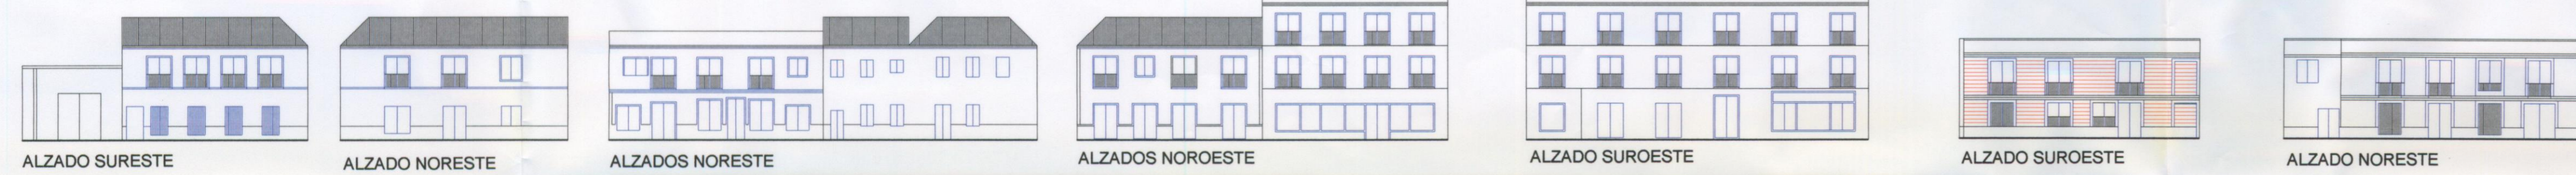 ALZADO SURESTE
ALZADO NORESTE
ALZADOS NORESTE
ALZADOS NOROESTE
ALZADO SUROESTE
ALZADO SUROESTE
ALZADO NORESTE